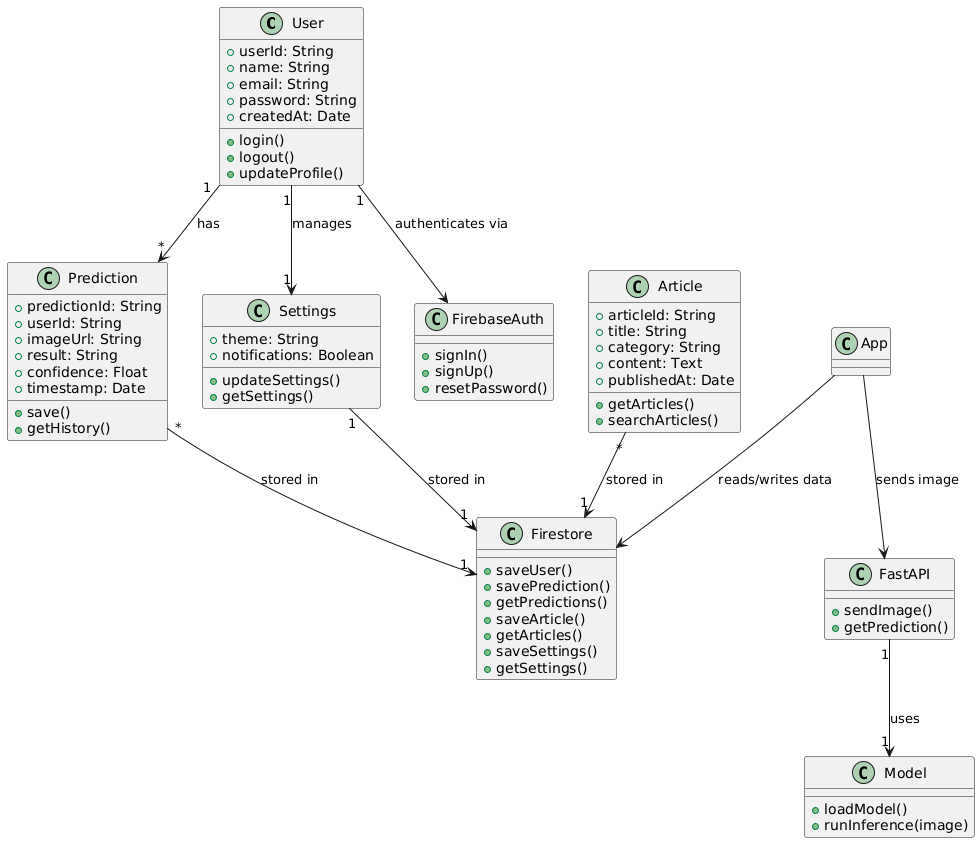 C User
+ userId: String
+ name: String
+ email: String
+ password: String
+ createdAt: Date
+ login()
+ logout()
+ updateProfile()
1
1
1
has
manages
authenticates via
*
1
C Prediction
+ predictionId: String
+ userId: String
+ imageUrl: String
+ result: String
+ confidence: Float
+ timestamp: Date
+ save()
+ getHistory()
C Settings
+ theme: String
+ notifications: Boolean
+ updateSettings()
+ getSettings()
C FirebaseAuth
+ signIn()
+ signUp()
+ resetPassword()
C Article
+ articleId: String
+ title: String
+ category: String
+ content: Text
+ publishedAt: Date
+ getArticles()
+ searchArticles()
C App
*
1
*
stored in
stored in
stored in
reads/writes data
sends image
1
1
1
C Firestore
+ saveUser()
+ savePrediction()
+ getPredictions()
+ saveArticle()
+ getArticles()
+ saveSettings()
+ getSettings()
C FastAPI
+ sendImage()
+ getPrediction()
1
uses
1
C Model
+ loadModel()
+ runInference(image)